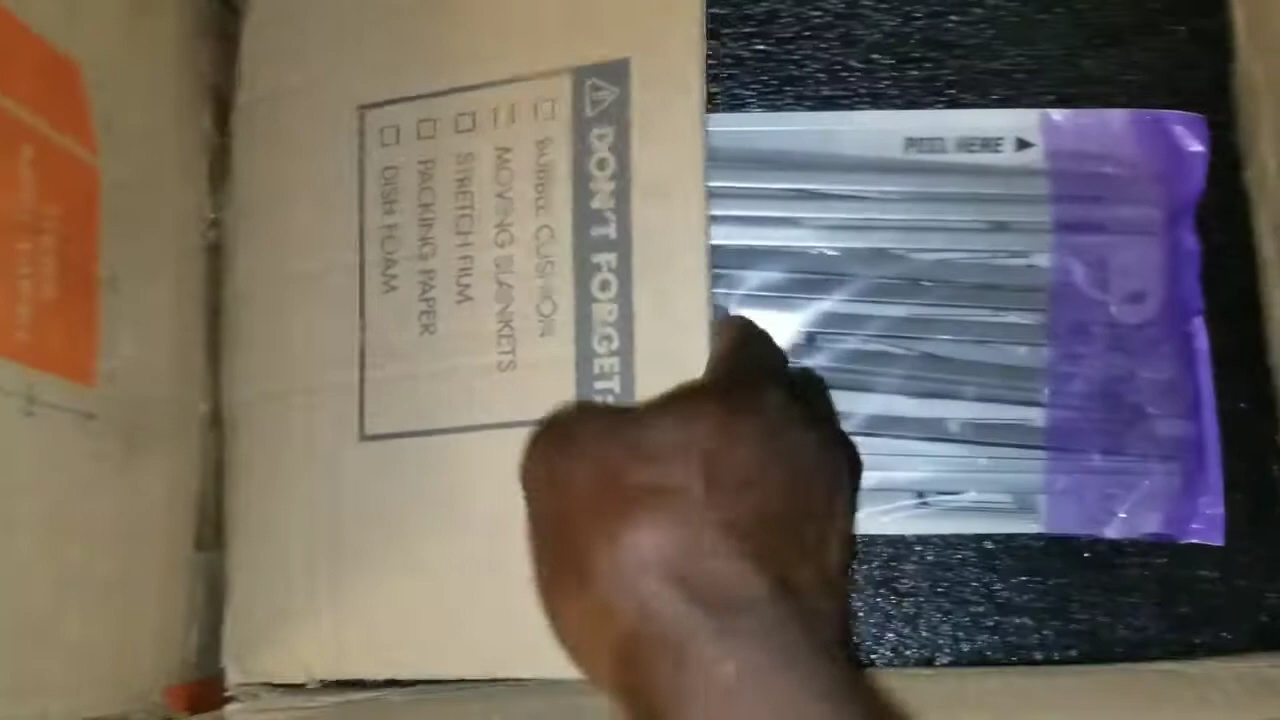 DON'T FORGET:
BUBBLE CUSHION
MOVING BLANKETS
STRETCH FILM
PACKING PAPER
DISH FOAM
PEEL HERE